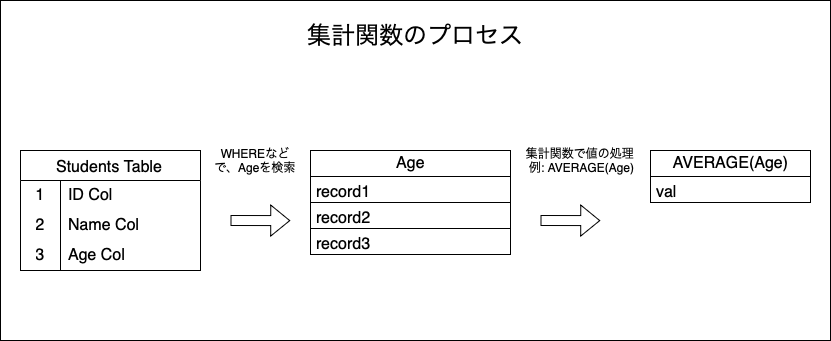 集計関数のプロセス
Students Table
1 ID Col
2 Name Col
3 Age Col
WHEREなど
で、Ageを検索
Age
record1
record2
record3
集計関数で値の処理
例: AVERAGE(Age)
AVERAGE(Age)
val